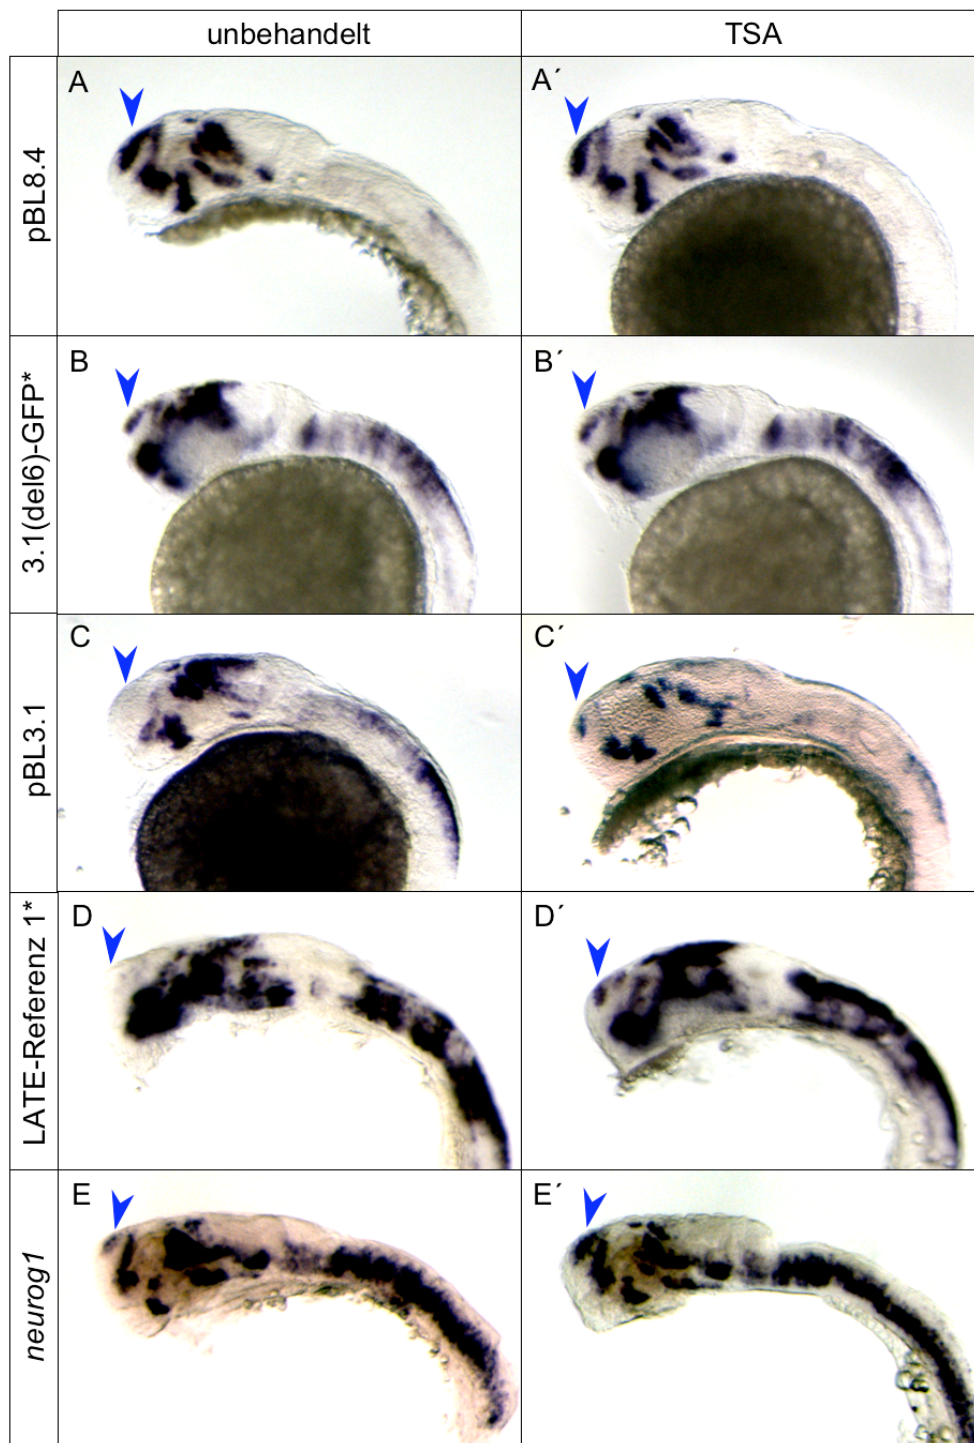 unbehandelt
TSA
pBL8.4
A
A´
3.1(del6)-GFP*
B
B´
pBL3.1
C
C´
LATE-Referenz 1*
D
D´
neurog1
E
E´